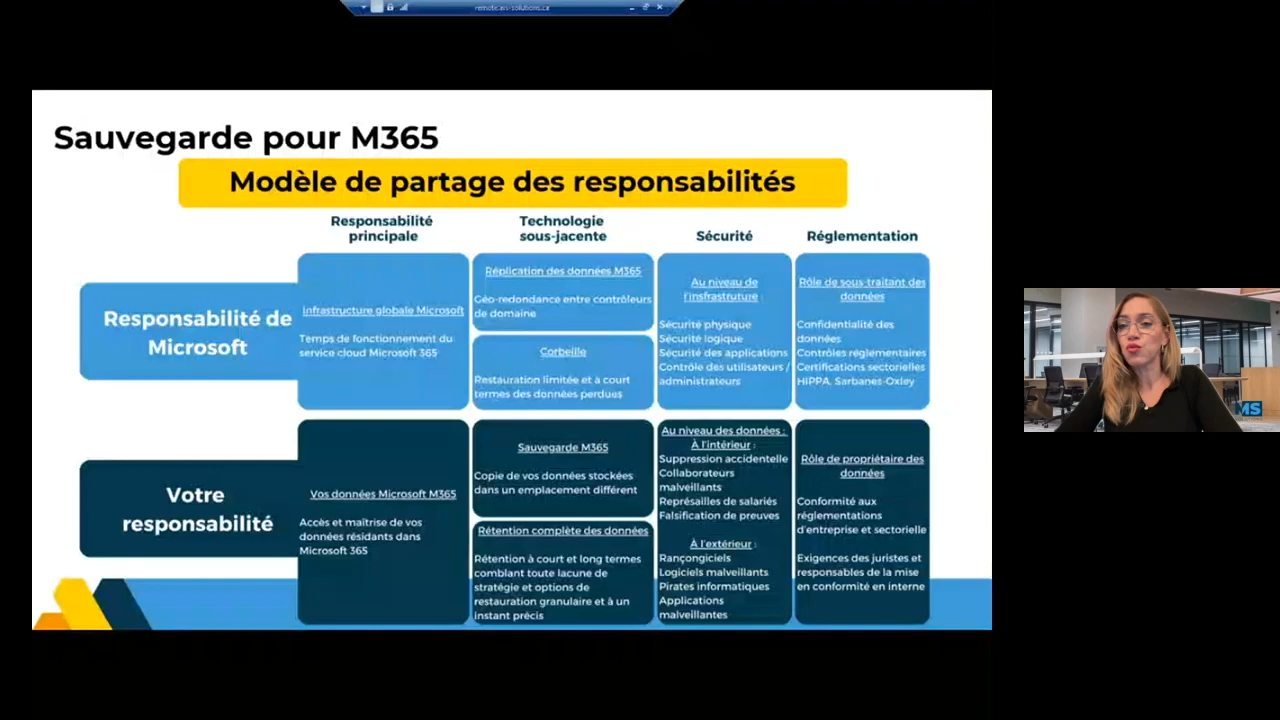 Sauvegarde pour M365
Modèle de partage des responsabilités
Responsabilité
principale
Technologie
sous-jacente
Sécurité
Réglementation
Responsabilité de
Microsoft
Infrastructure globale Microsoft
Temps de fonctionnement du
service cloud Microsoft 365
Réplication des données M365
Géo-redondance entre contrôleurs
de domaine
Corbeille
Restauration limitée et à court
termes des données perdues
Au niveau de
l'insfrastruture :
Sécurité physique
Sécurité logique
Sécurité des applications
Contrôle des utilisateurs /
administrateurs
Rôle de sous-traitant des
données
Confidentialité des
données
Contrôles réglementaires
Certifications sectorielles
HIPPA, Sarbanes-Oxley
Votre
responsabilité
Vos données Microsoft M365
Accès et maîtrise de vos
données résidants dans
Microsoft 365
Sauvegarde M365
Copie de vos données stockées
dans un emplacement différent
Rétention complète des données
Rétention à court et long termes
comblant toute lacune de
stratégie et options de
restauration granulaire et à un
instant précis
Au niveau des données :
À l'intérieur :
Suppression accidentelle
Collaborateurs
malveillants
Représailles de salariés
Falsification de preuves
À l'extérieur :
Rançongiciels
Logiciels malveillants
Pirates informatiques
Applications
malveillantes
Rôle de propriétaire des
données
Conformité aux
réglementations
d'entreprise et sectorielle
Exigences des juristes et
responsables de la mise
en conformité en interne
MS